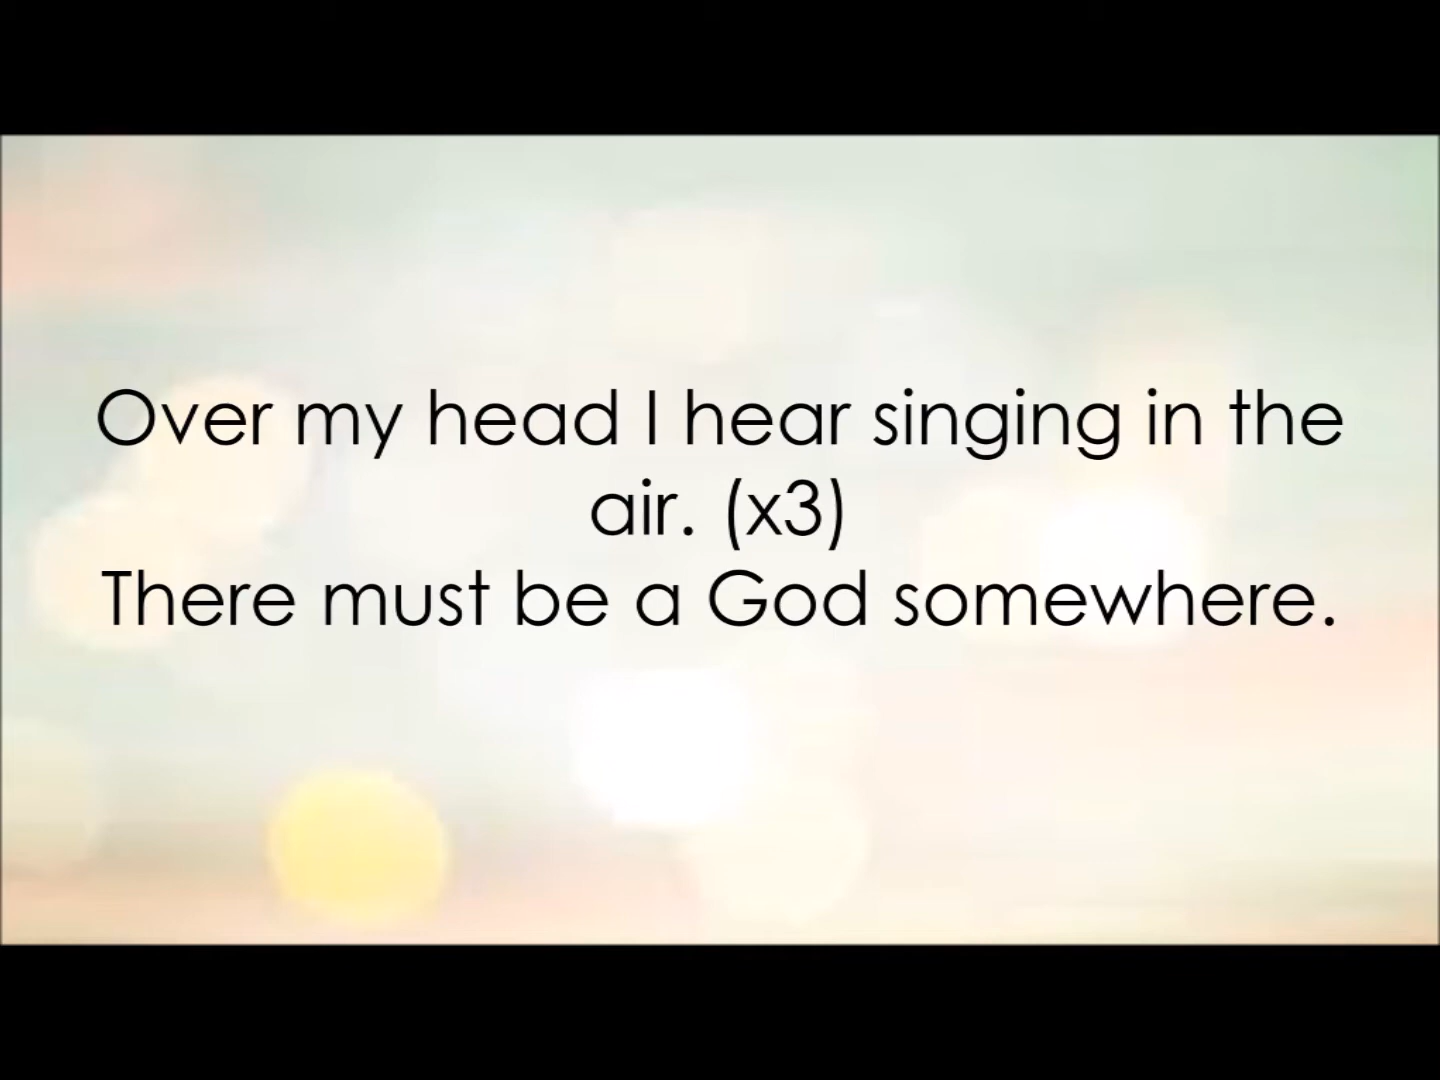 Over my head I hear singing in the
air. (x3)
There must be a God somewhere.